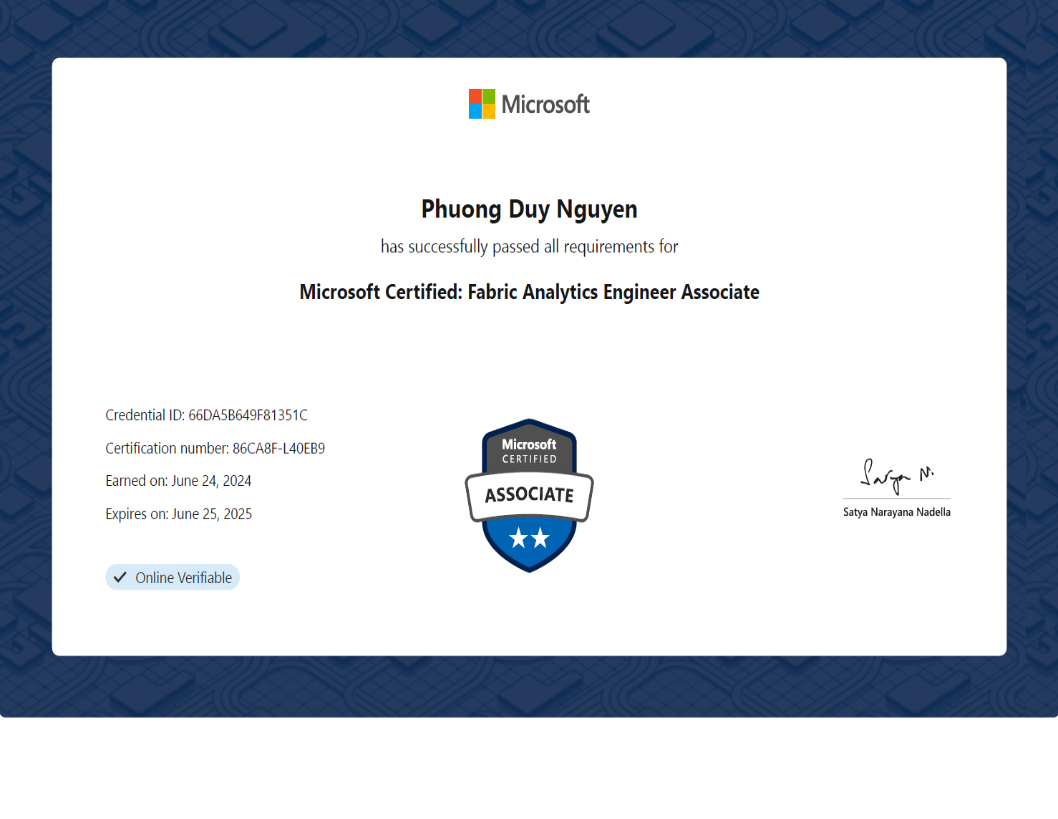 Microsoft
Phuong Duy Nguyen
has successfully passed all requirements for
Microsoft Certified: Fabric Analytics Engineer Associate
Credential ID: 66DA5B649F81351C
Certification number: 86CA8F-L40EB9
Earned on: June 24, 2024
Expires on: June 25, 2025
Online Verifiable
Microsoft
CERTIFIED
ASSOCIATE
Satya N.
Satya Narayana Nadella